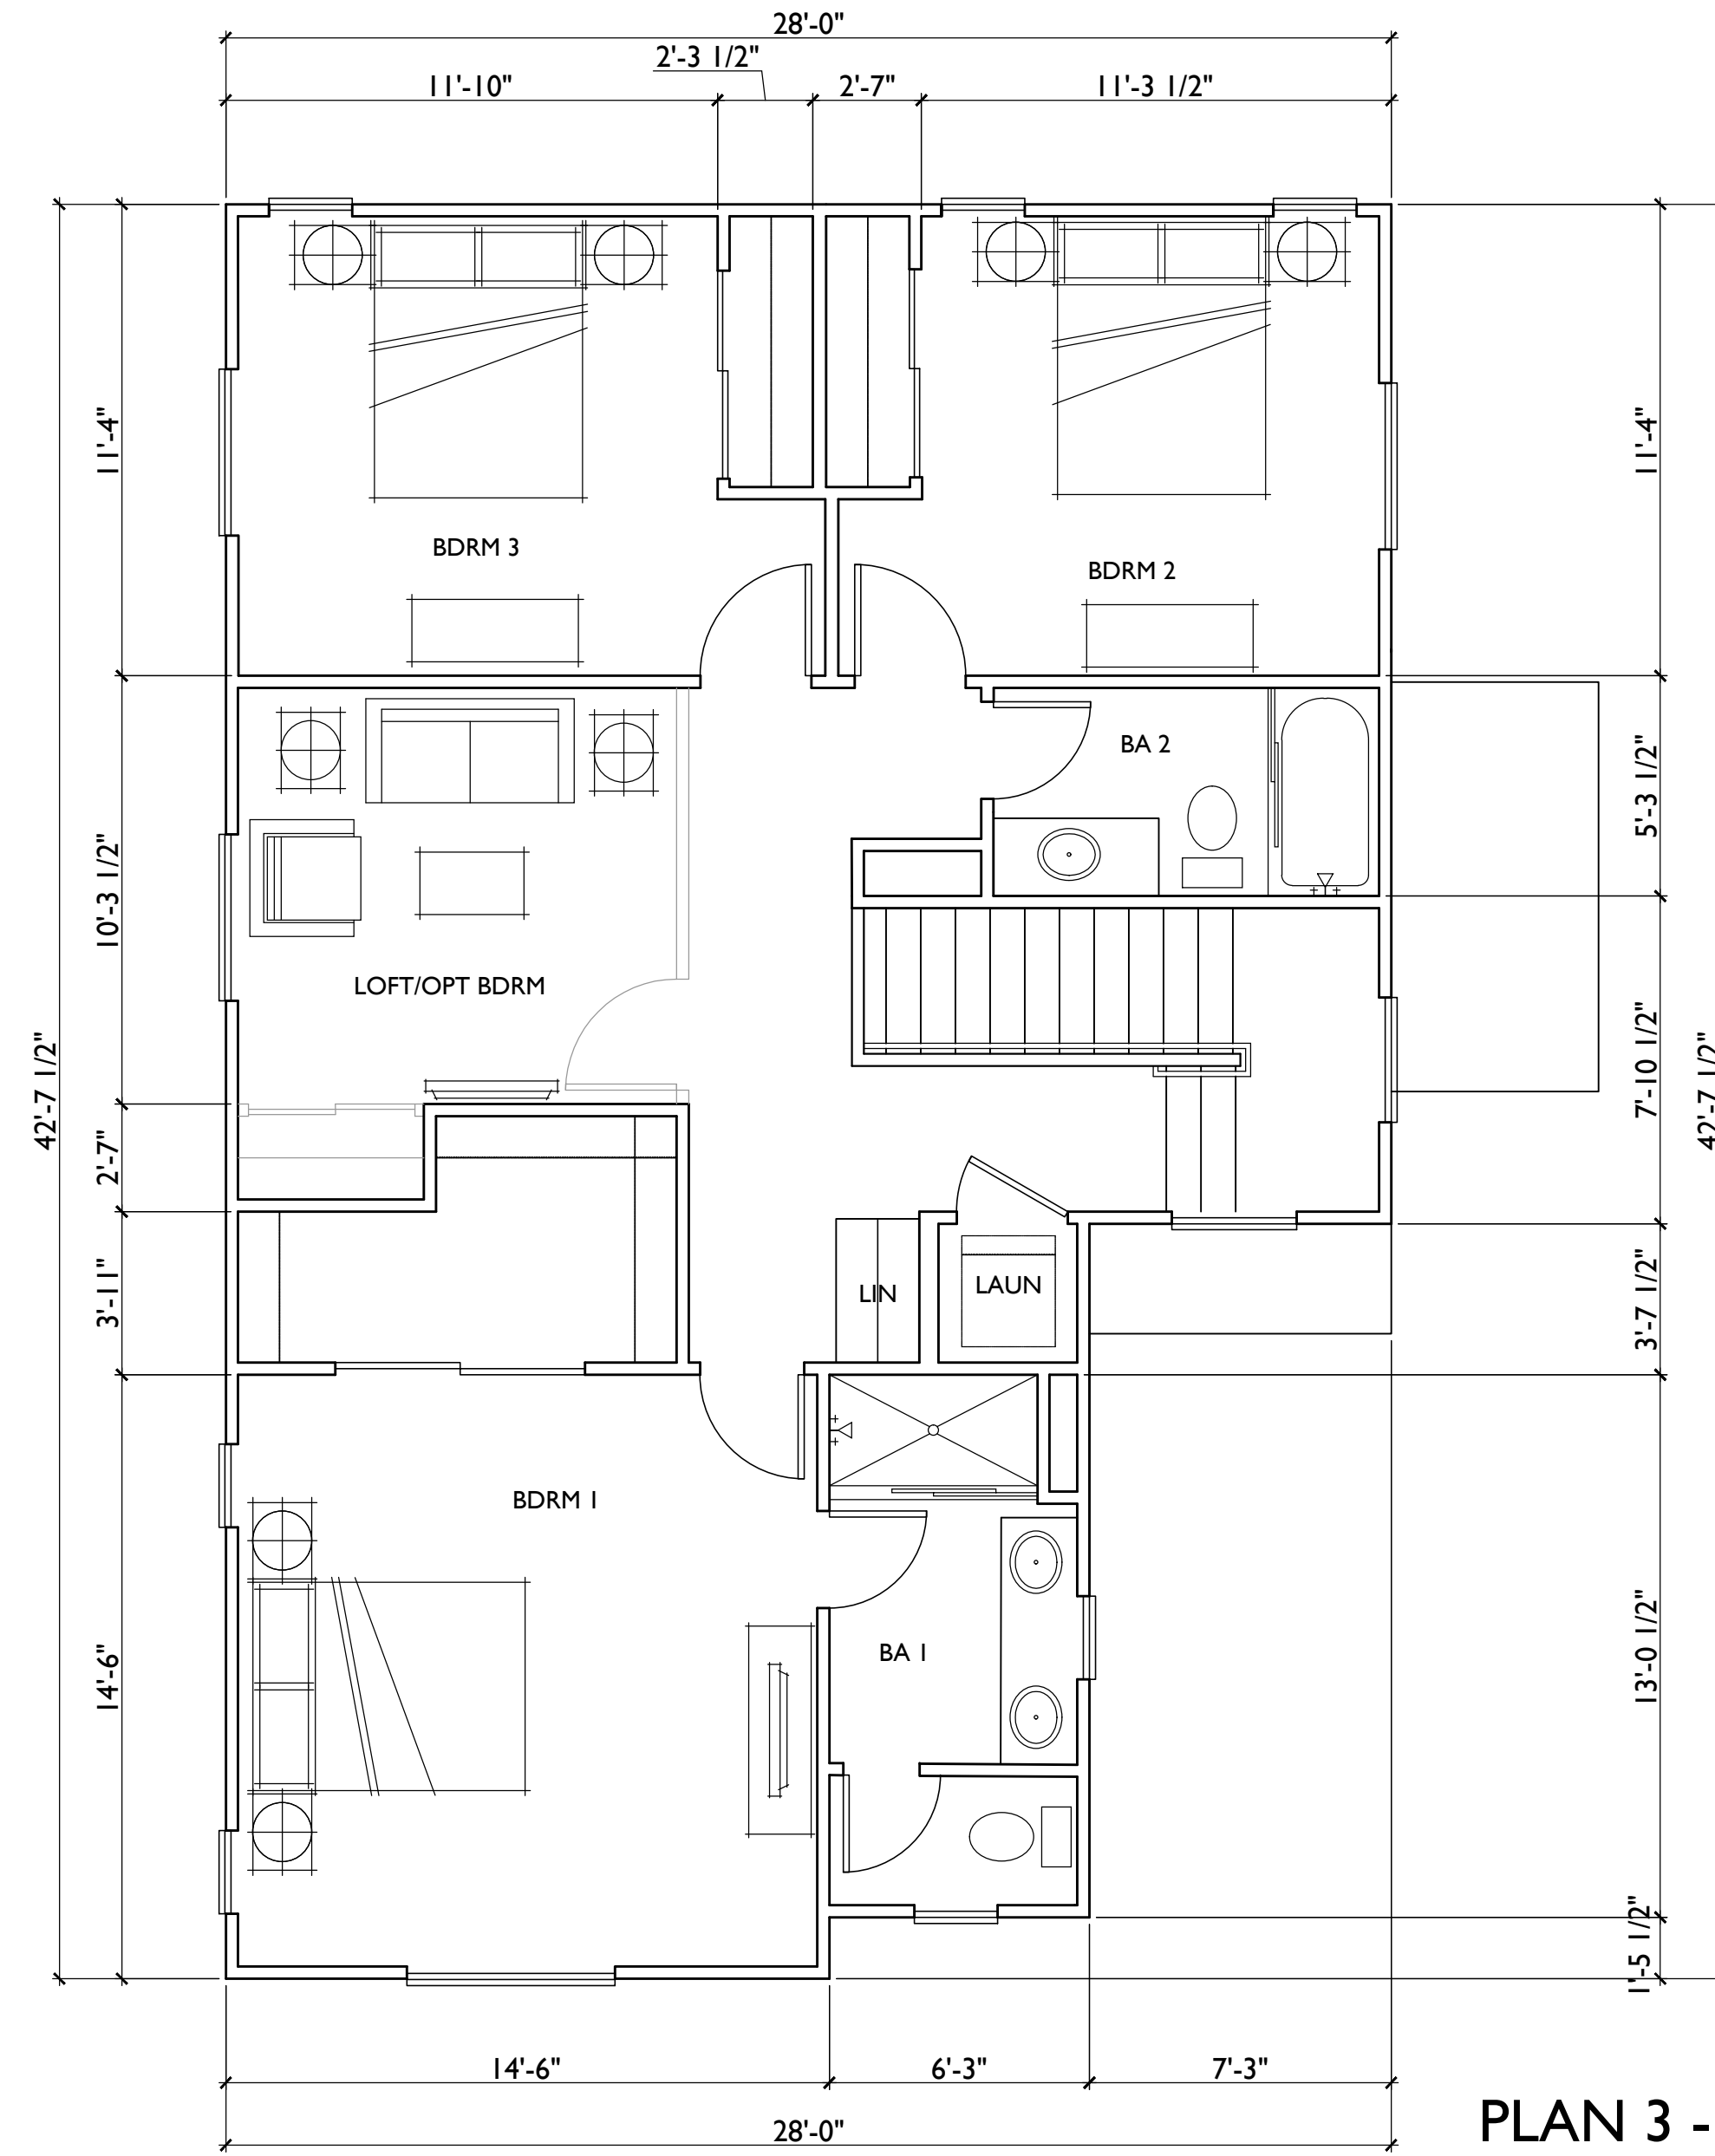 28'-0"
2'-3 1/2"
11'-10"
2'-7"
11'-3 1/2"
11'-4"
11'-4"
BDRM 3
BDRM 2
BA 2
5'-3 1/2"
10'-3 1/2"
LOFT/OPT BDRM
42'-7 1/2"
7'-10 1/2"
42'-7 1/2"
2'-7"
3'-11"
LIN
LAUN
3'-7 1/2"
BDRM 1
14'-6"
BA 1
13'-0 1/2"
1'-5 1/2"
14'-6"
6'-3"
7'-3"
28'-0"
PLAN 3 -